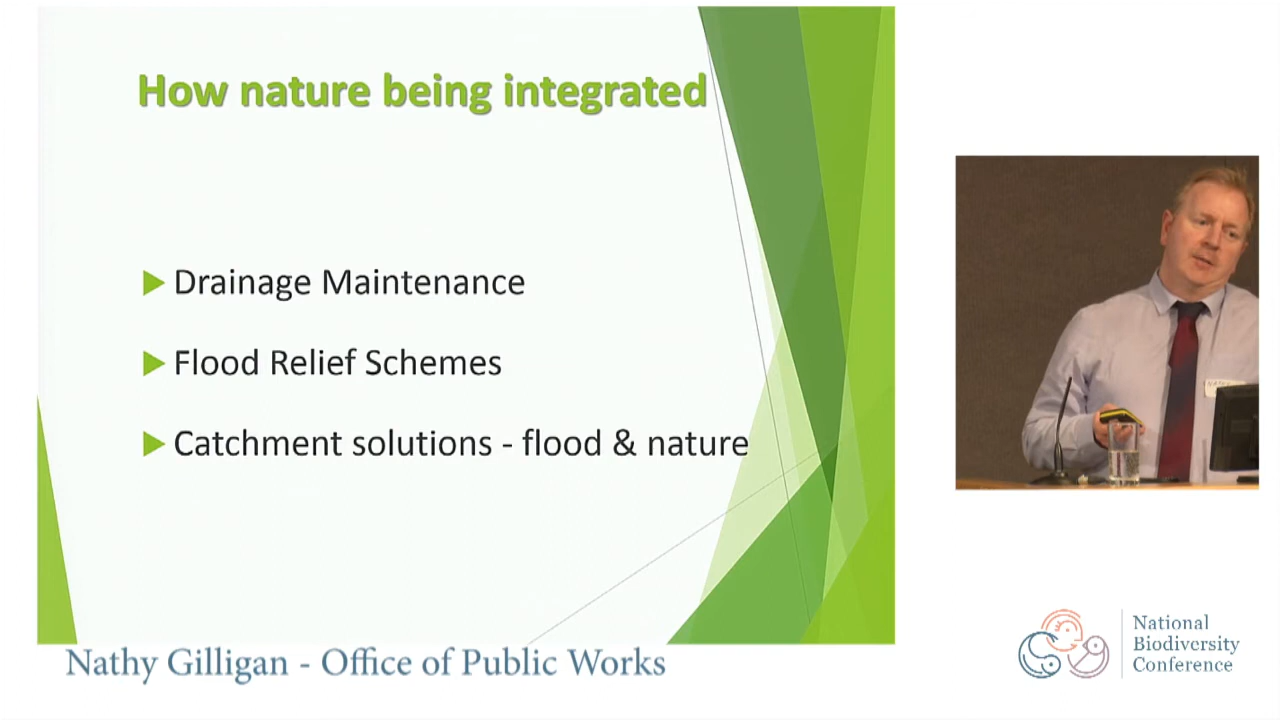 How nature being integrated
Drainage Maintenance
Flood Relief Schemes
Catchment solutions - flood & nature
Nathy Gilligan - Office of Public Works
National
Biodiversity
Conference